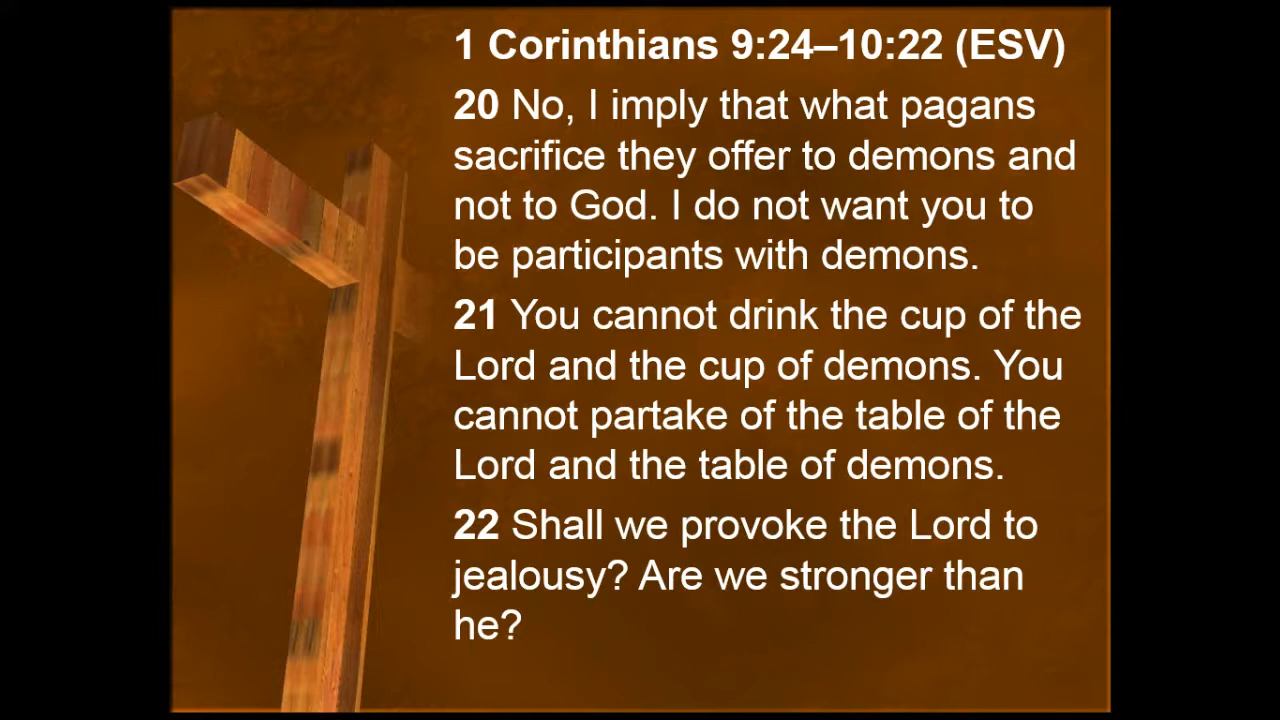 1 Corinthians 9:24–10:22 (ESV)
20 No, I imply that what pagans
sacrifice they offer to demons and
not to God. I do not want you to
be participants with demons.
21 You cannot drink the cup of the
Lord and the cup of demons. You
cannot partake of the table of the
Lord and the table of demons.
22 Shall we provoke the Lord to
jealousy? Are we stronger than
he?